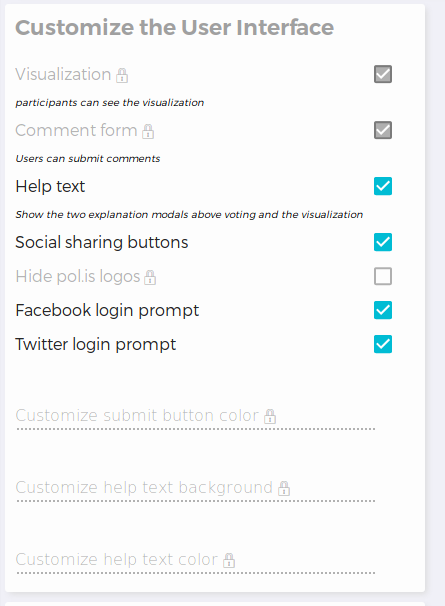 Customize the User Interface
Visualization
participants can see the visualization
Comment form
Users can submit comments
Help text
Show the two explanation modals above voting and the visualization
Social sharing buttons
Hide pol.is logos
Facebook login prompt
Twitter login prompt
Customize submit button color
Customize help text background
Customize help text color